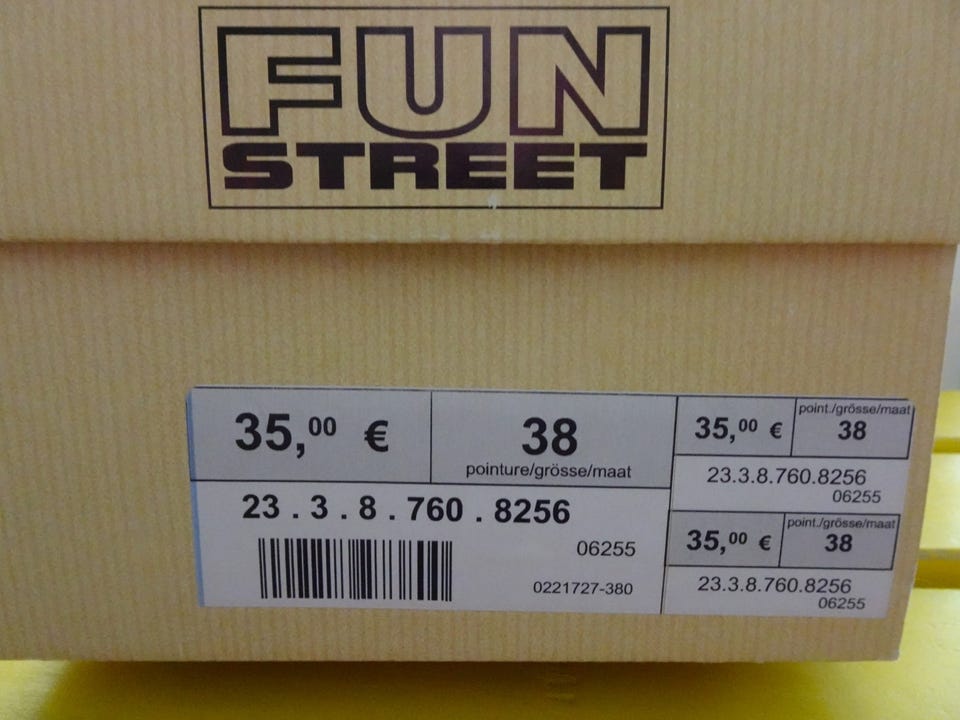 FUN
STREET
35,00 €
38
pointure/grösse/maat
23 . 3 . 8 . 760 . 8256
06255
0221727-380
35,00 €
point./grösse/maat
38
23.3.8.760.8256
06255
35,00 €
point./grösse/maat
38
23.3.8.760.8256
06255